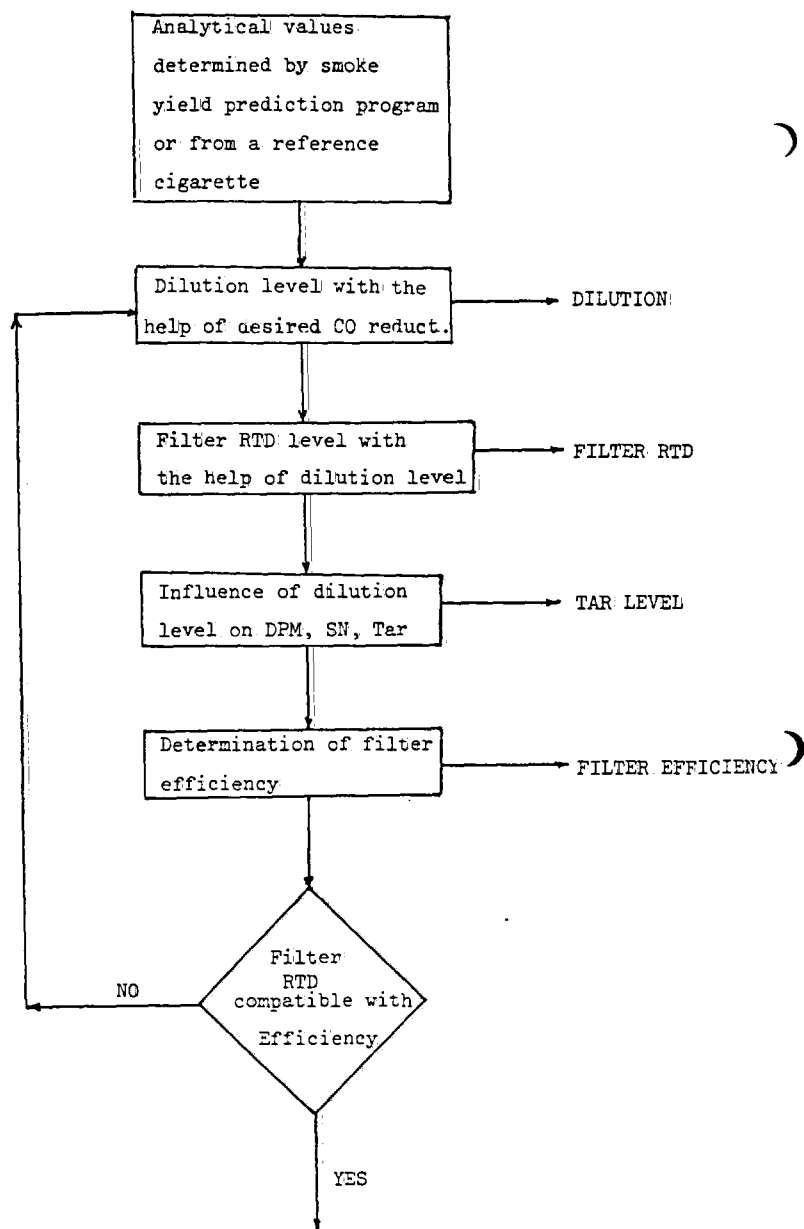 Analytical values
determined by smoke
yield prediction program
or from a reference
cigarette
Dilution level with the
help of desired CO reduct.
DILUTION
Filter RTD level with
the help of dilution level
FILTER RTD
Influence of dilution
level on DPM, SN, Tar
TAR LEVEL
Determination of filter
efficiency
FILTER EFFICIENCY
Filter
RTD
compatible with
Efficiency
NO
YES